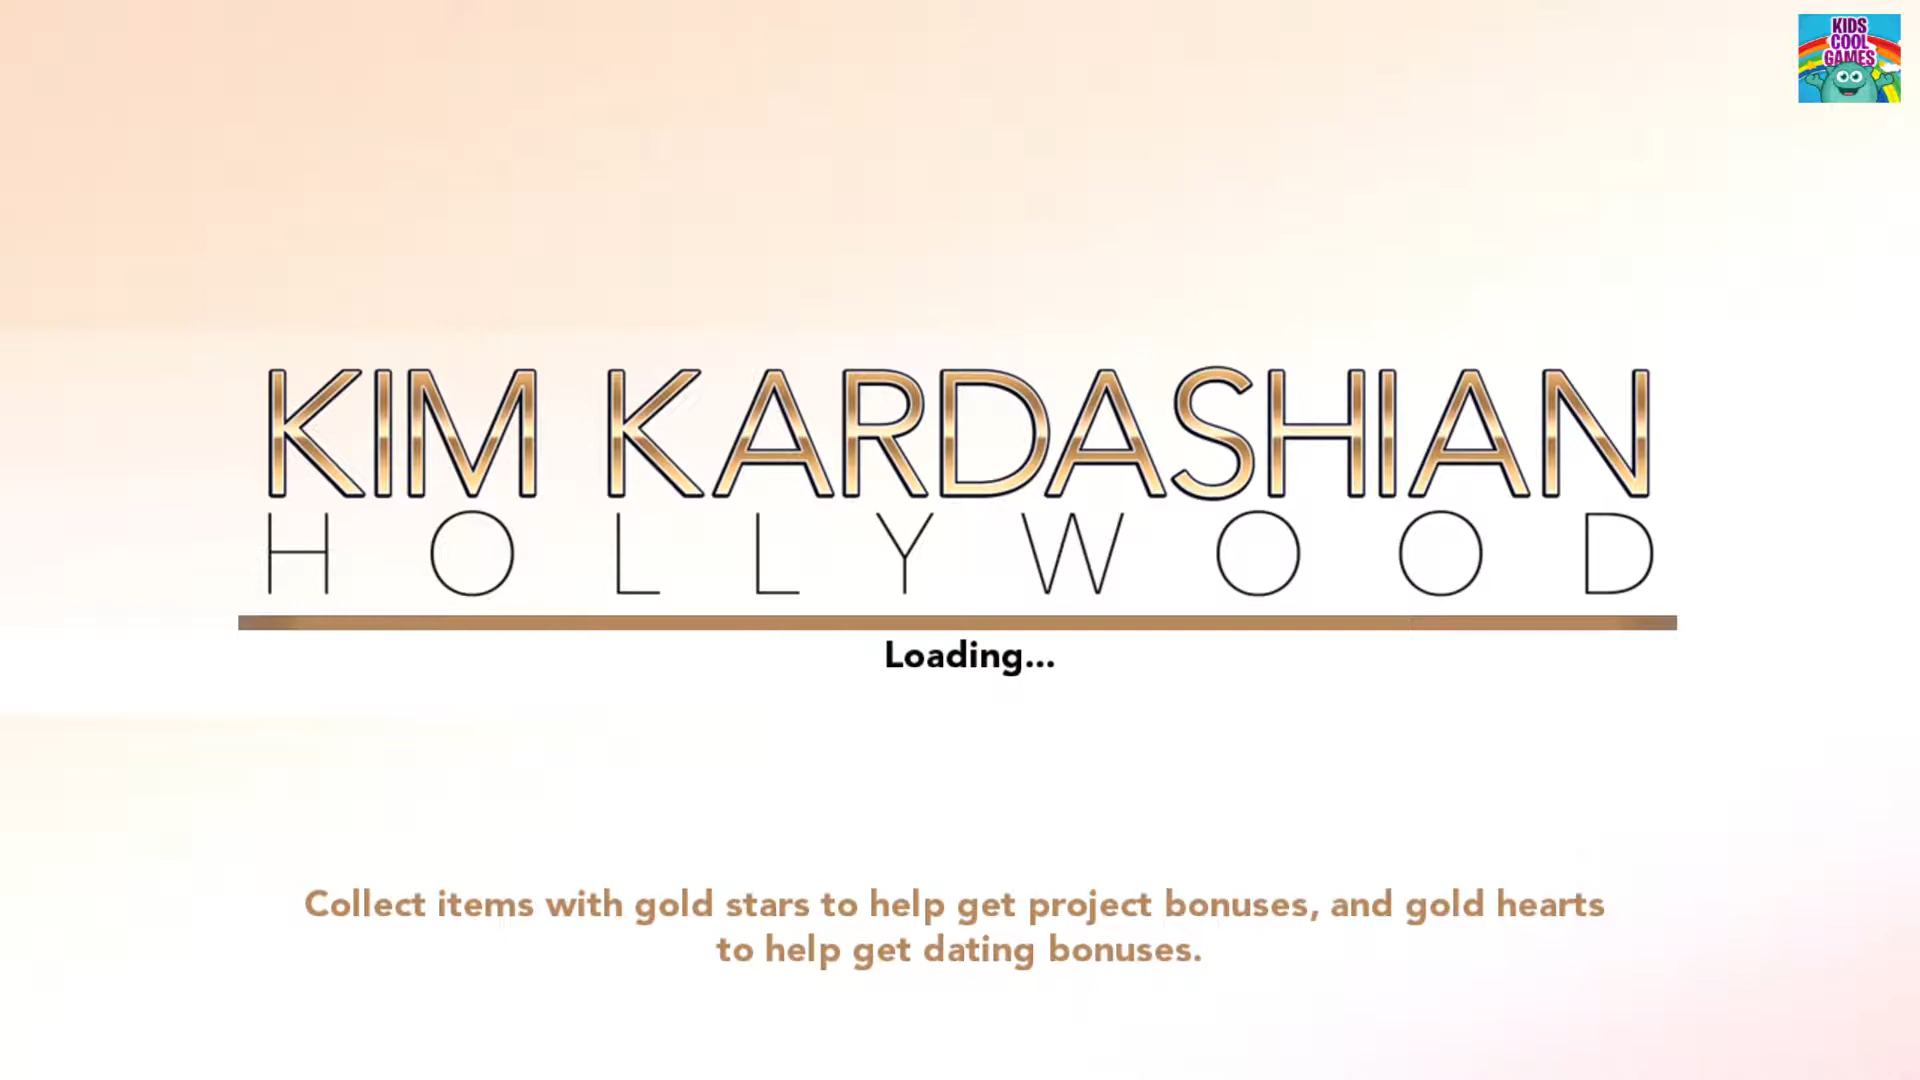 KIDS
COOL
GAMES
KIM KARDASHIAN
HOLLYWOOD
Loading...
Collect items with gold stars to help get project bonuses, and gold hearts
to help get dating bonuses.